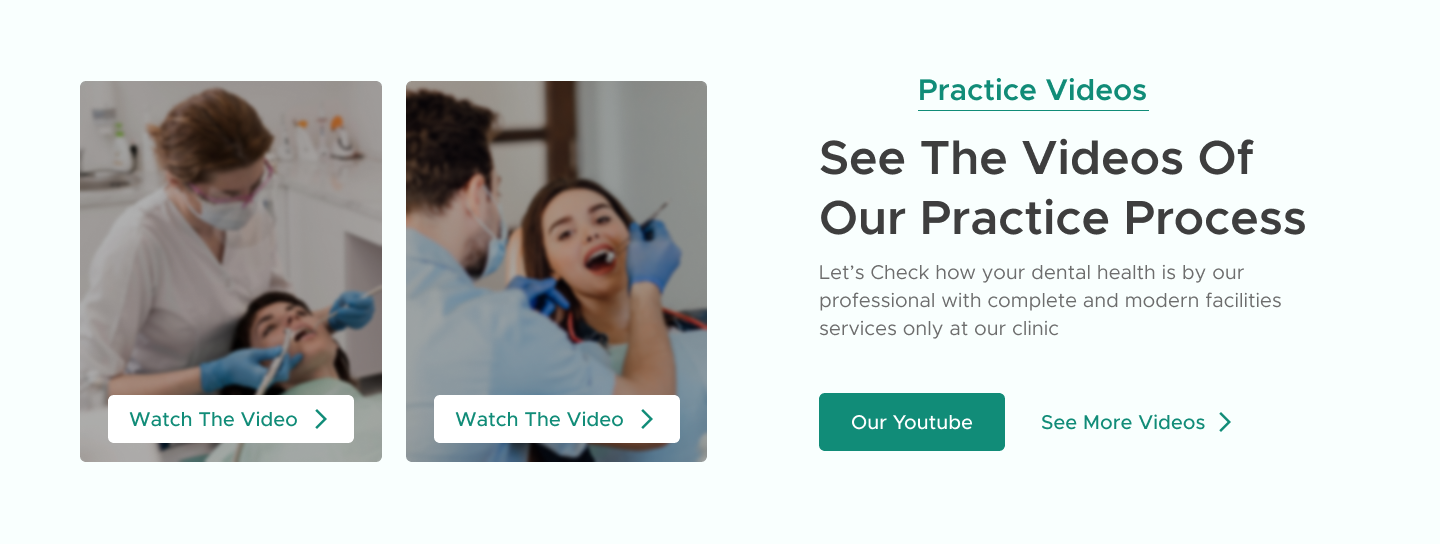 Practice Videos
See The Videos Of
Our Practice Process
Let’s Check how your dental health is by our
professional with complete and modern facilities
services only at our clinic
Watch The Video
Watch The Video
Our Youtube
See More Videos